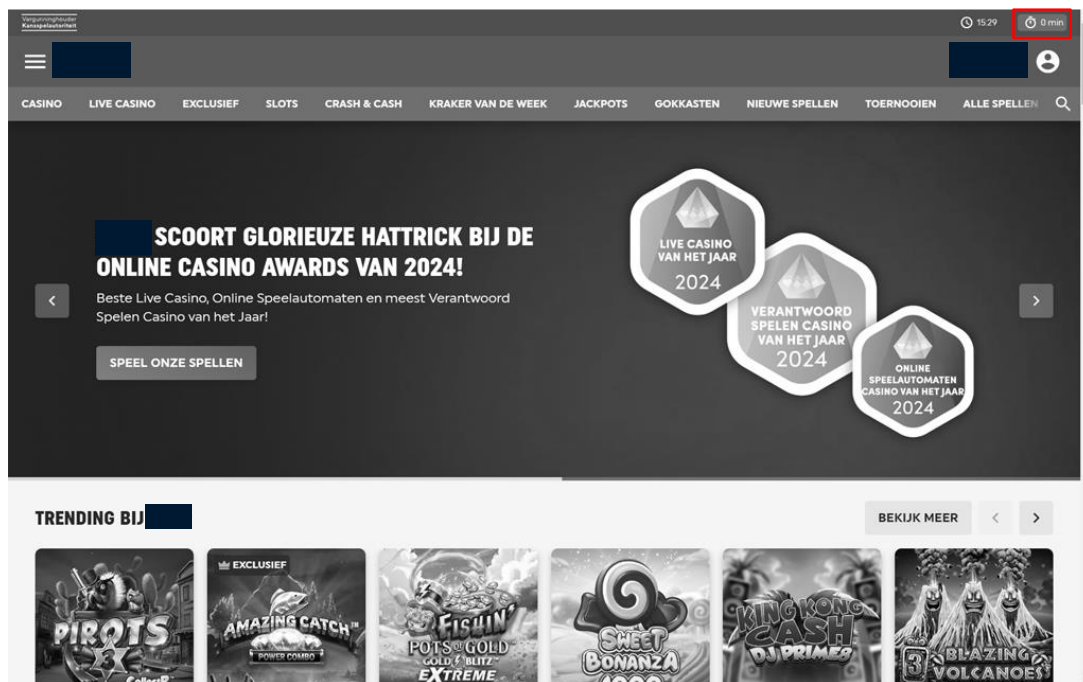 Vergunninghouder
Kansspelautoriteit
15:29
0 min
CASINO LIVE CASINO EXCLUSIEF SLOTS CRASH & CASH KRAKER VAN DE WEEK JACKPOTS GOKKASTEN NIEUWE SPELLEN TOERNOOIEN ALLE SPELLEN
SCOORT GLORIEUZE HATTRICK BIJ DE
ONLINE CASINO AWARDS VAN 2024!
Beste Live Casino, Online Speelautomaten en meest Verantwoord
Spelen Casino van het Jaar!
SPEEL ONZE SPELLEN
LIVE CASINO
VAN HET JAAR
2024
VERANTWOORD
SPELEN CASINO
VAN HET JAAR
2024
ONLINE
SPEELAUTOMATEN
CASINO VAN HET JAAR
2024
TRENDING BIJ
BEKIJK MEER
PIROTS
3
EXCLUSIEF
AMAZING CATCH™
POWER COMBO
FISHIN'
POTS OF GOLD
GOLD BLITZ™
EXTREME
SWEET
BONANZA
1000
KING KONG
CASH
DJ PRIME8
3
BLAZING
VOLCANOES